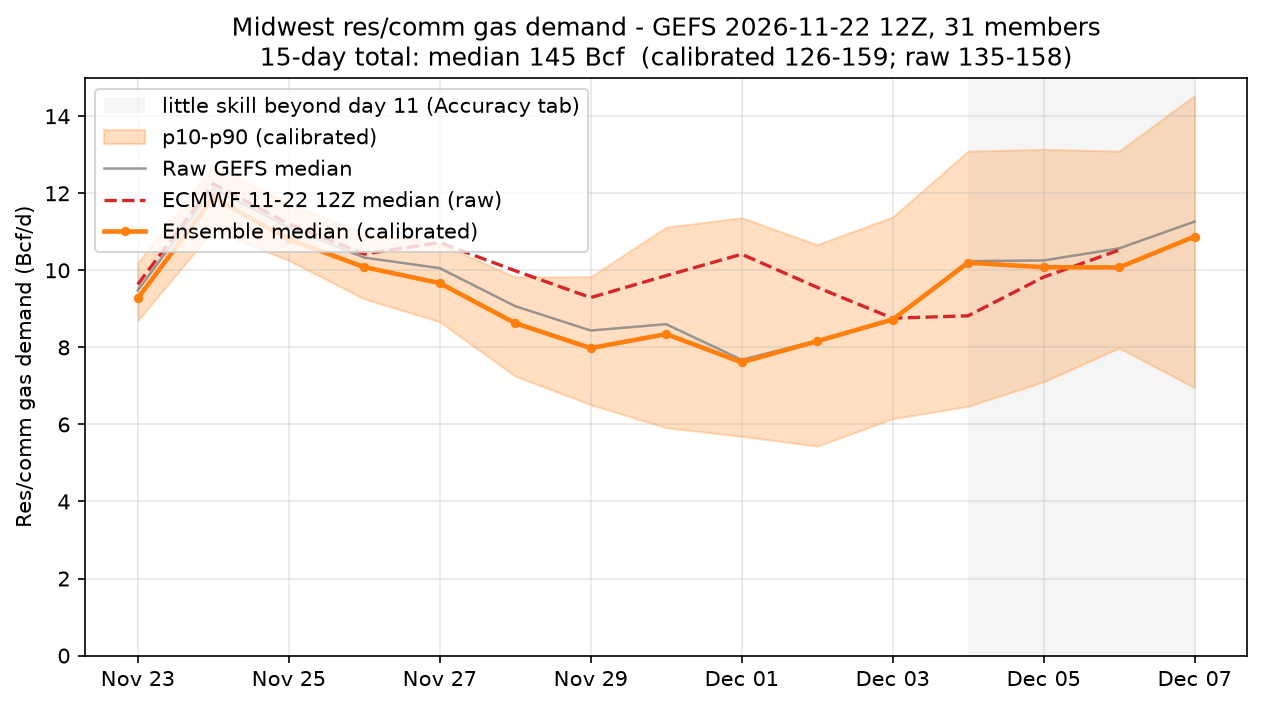 Midwest res/comm gas demand - GEFS 2026-11-22 12Z, 31 members
15-day total: median 145 Bcf  (calibrated 126-159; raw 135-158)
little skill beyond day 11 (Accuracy tab)
p10-p90 (calibrated)
Raw GEFS median
ECMWF 11-22 12Z median (raw)
Ensemble median (calibrated)
Res/comm gas demand (Bcf/d)
14
12
10
8
6
4
2
0
Nov 23 Nov 25 Nov 27 Nov 29 Dec 01 Dec 03 Dec 05 Dec 07